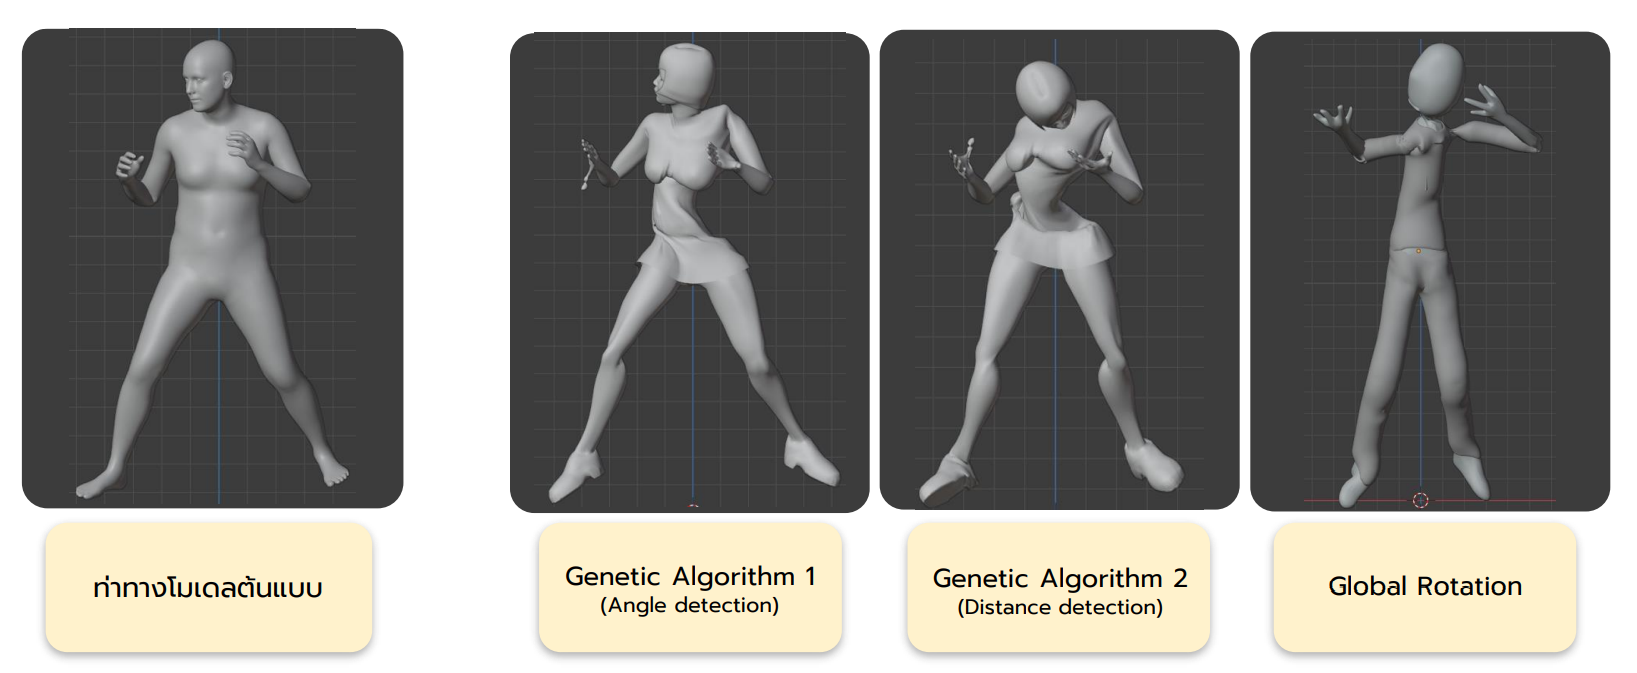 ท่าทางโมเดลต้นแบบ
Genetic Algorithm 1
(Angle detection)
Genetic Algorithm 2
(Distance detection)
Global Rotation